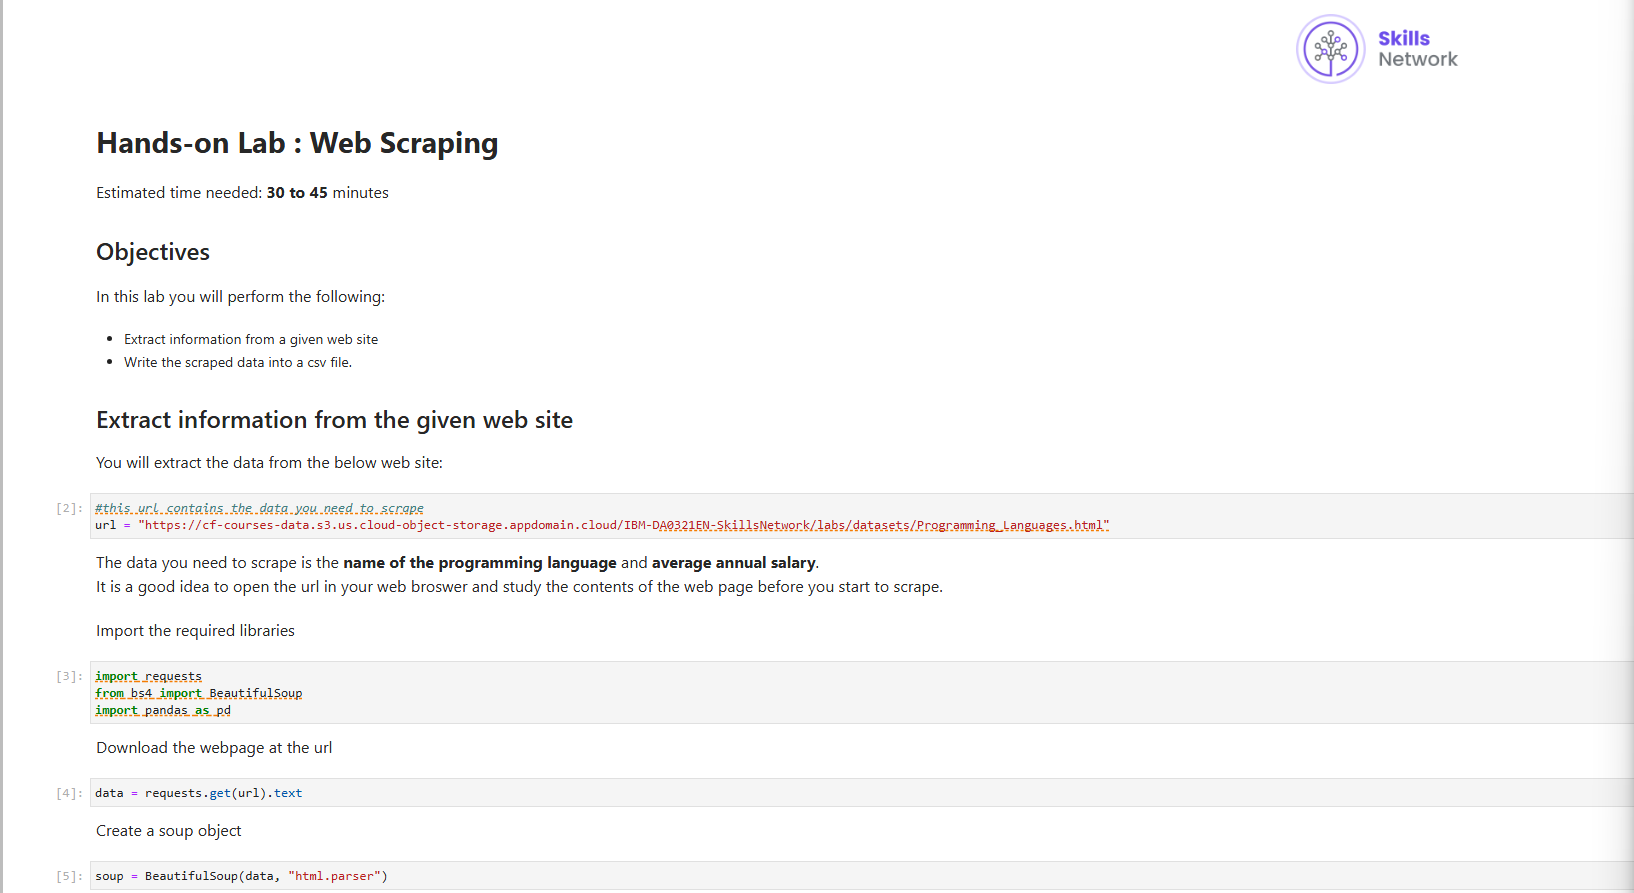 Skills
Network
Hands-on Lab : Web Scraping
Estimated time needed: 30 to 45 minutes
Objectives
In this lab you will perform the following:
• Extract information from a given web site
• Write the scraped data into a csv file.
Extract information from the given web site
You will extract the data from the below web site:
[2]: #this url contains the data you need to scrape
url = "https://cf-courses-data.s3.us.cloud-object-storage.appdomain.cloud/IBM-DA0321EN-SkillsNetwork/labs/datasets/Programming_Languages.html"
The data you need to scrape is the name of the programming language and average annual salary.
It is a good idea to open the url in your web broswer and study the contents of the web page before you start to scrape.
Import the required libraries
[3]: import requests
from bs4 import BeautifulSoup
import pandas as pd
Download the webpage at the url
[4]: data = requests.get(url).text
Create a soup object
[5]: soup = BeautifulSoup(data, "html.parser")